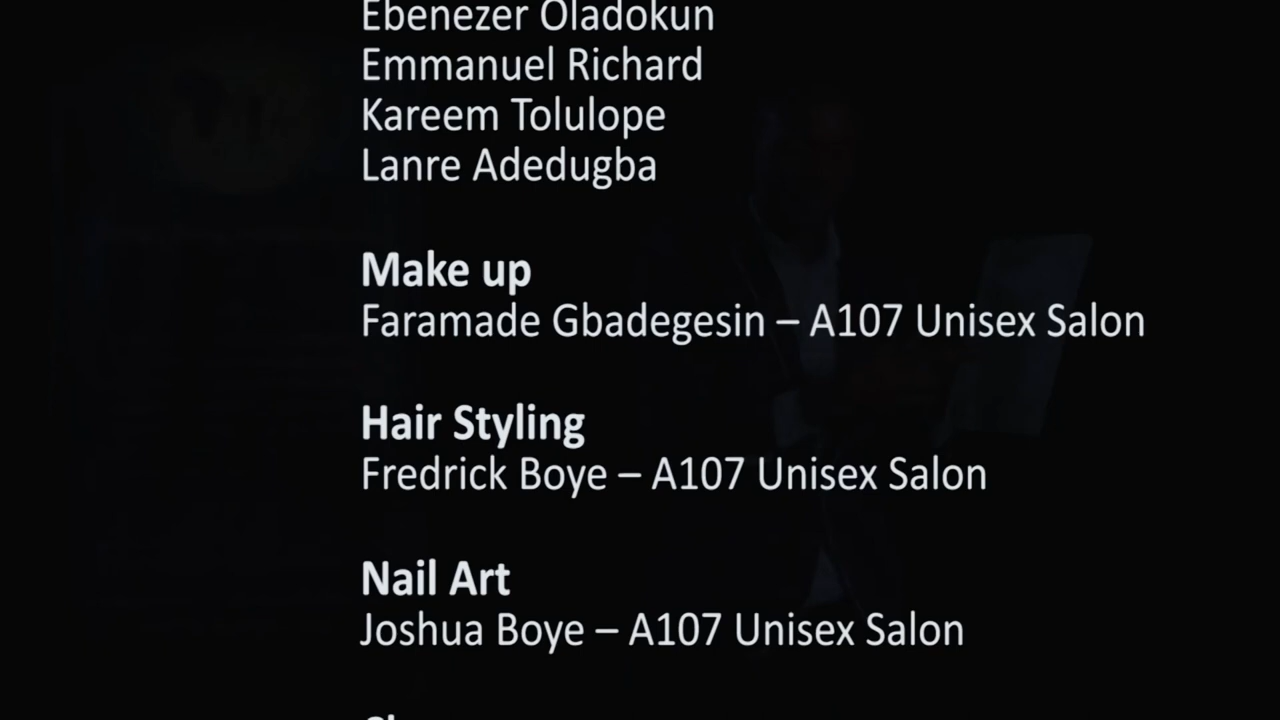 Ebenezer Oladokun
Emmanuel Richard
Kareem Tolulope
Lanre Adedugba
Make up
Faramade Gbadegesin – A107 Unisex Salon
Hair Styling
Fredrick Boye – A107 Unisex Salon
Nail Art
Joshua Boye – A107 Unisex Salon